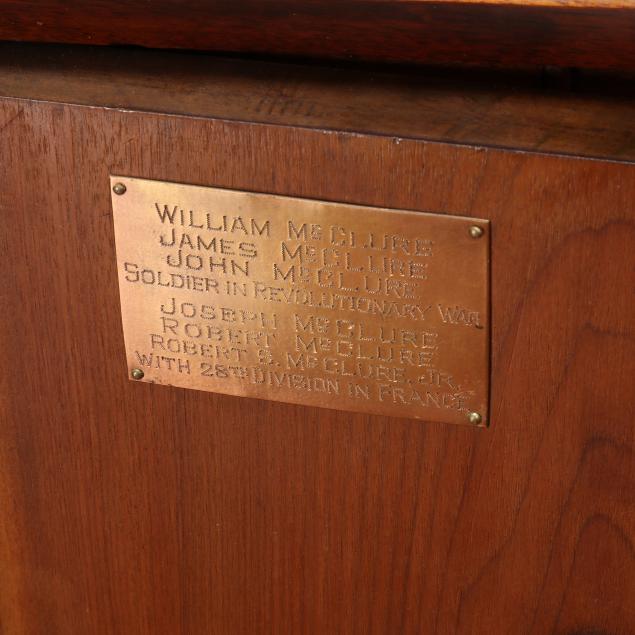 WILLIAM McCLURE
JAMES McCLURE
JOHN McCLURE
SOLDIER IN REVOLUTIONARY WAR
JOSEPH McCLURE
ROBERT McCLURE
ROBERT S. McCLURE, JR.
WITH 28TH DIVISION IN FRANCE